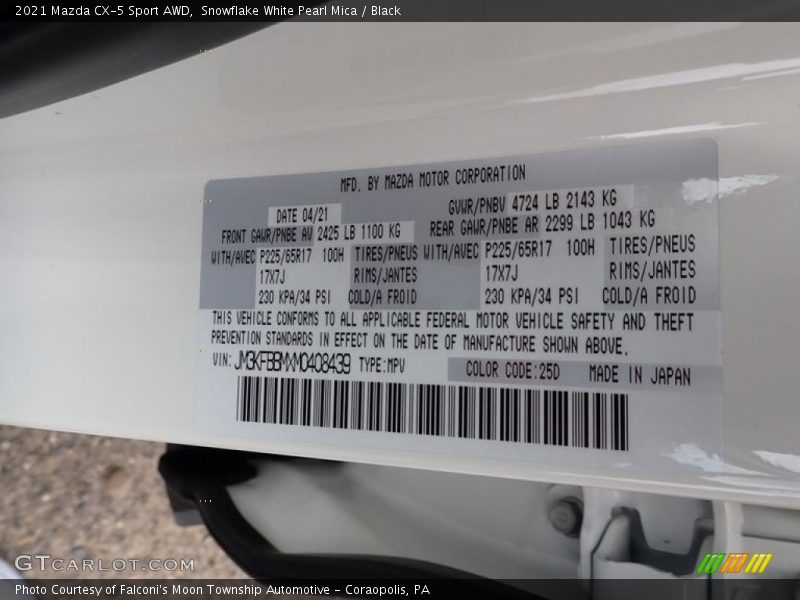 2021 Mazda CX-5 Sport AWD, Snowflake White Pearl Mica / Black
MFD. BY MAZDA MOTOR CORPORATION
DATE 04/21 GVWR/PNBV 4724 LB 2143 KG
FRONT GAWR/PNBE AV 2425 LB 1100 KG REAR GAWR/PNBE AR 2299 LB 1043 KG
WITH/AVEC P225/65R17 100H TIRES/PNEUS WITH/AVEC P225/65R17 100H TIRES/PNEUS
17X7J RIMS/JANTES 17X7J RIMS/JANTES
230 KPA/34 PSI COLD/A FROID 230 KPA/34 PSI COLD/A FROID
THIS VEHICLE CONFORMS TO ALL APPLICABLE FEDERAL MOTOR VEHICLE SAFETY AND THEFT
PREVENTION STANDARDS IN EFFECT ON THE DATE OF MANUFACTURE SHOWN ABOVE.
VIN: TYPE:MPV COLOR CODE:25D MADE IN JAPAN
GTCARLOT.COM
Photo Courtesy of Falconi's Moon Township Automotive - Coraopolis, PA